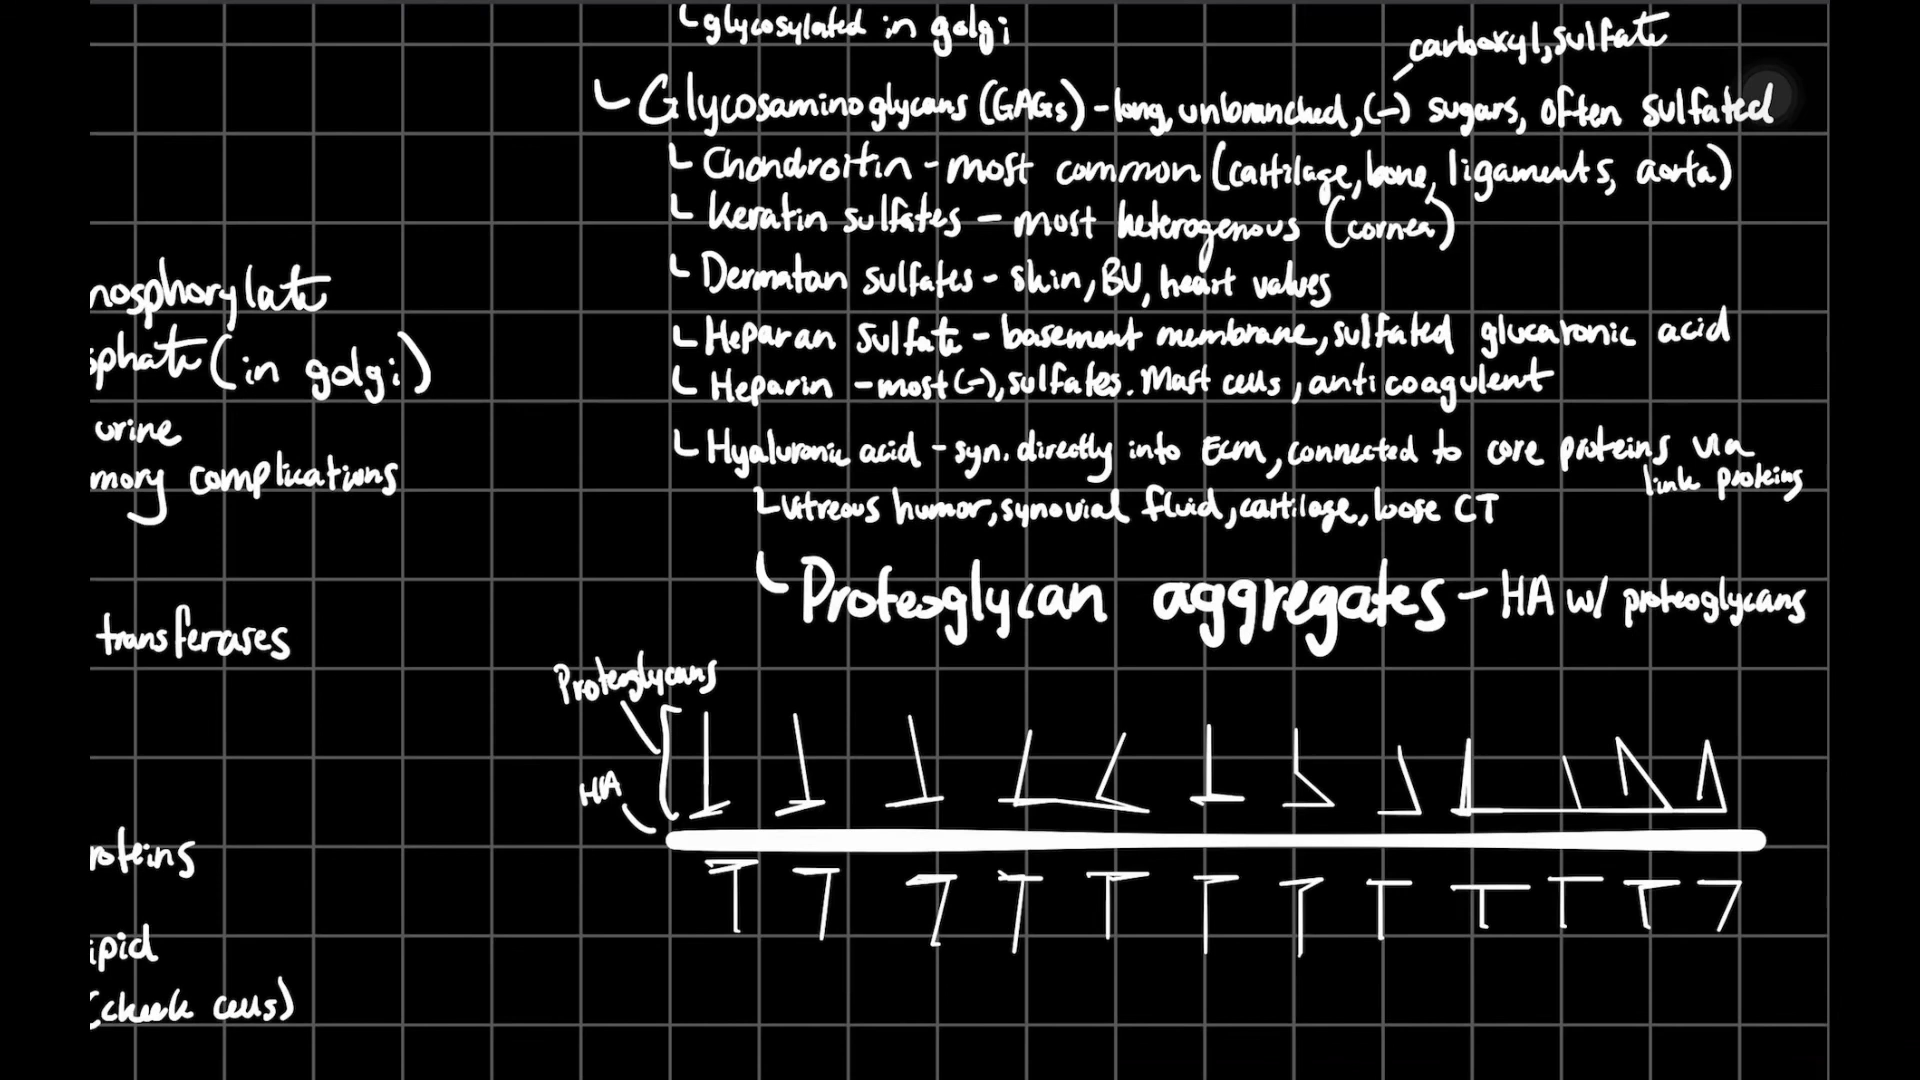 glycosylated in golgi
carboxyl, sulfate
Glycosaminoglycans (GAGs) - long, unbranched, (-) sugars, often sulfated
Chondroitin - most common (cartilage, bone, ligaments, aorta)
Keratin sulfates - most heterogenous (cornea)
Dermatan sulfates - skin, BV, heart valves
Heparan sulfate - basement membrane, sulfated glucaronic acid
Heparin - most (-), sulfates. Mast cells, anticoagulent
Hyaluronic acid - syn. directly into ECM, connected to core proteins via
link proteins
Vitreous humor, synovial fluid, cartilage, loose CT
Proteoglycan aggregates - HA w/ proteoglycans
Proteoglycans
HA
nosphorylate
sphate (in golgi)
urine
mory complications
transferases
roteins
ipid
(cheek cells)